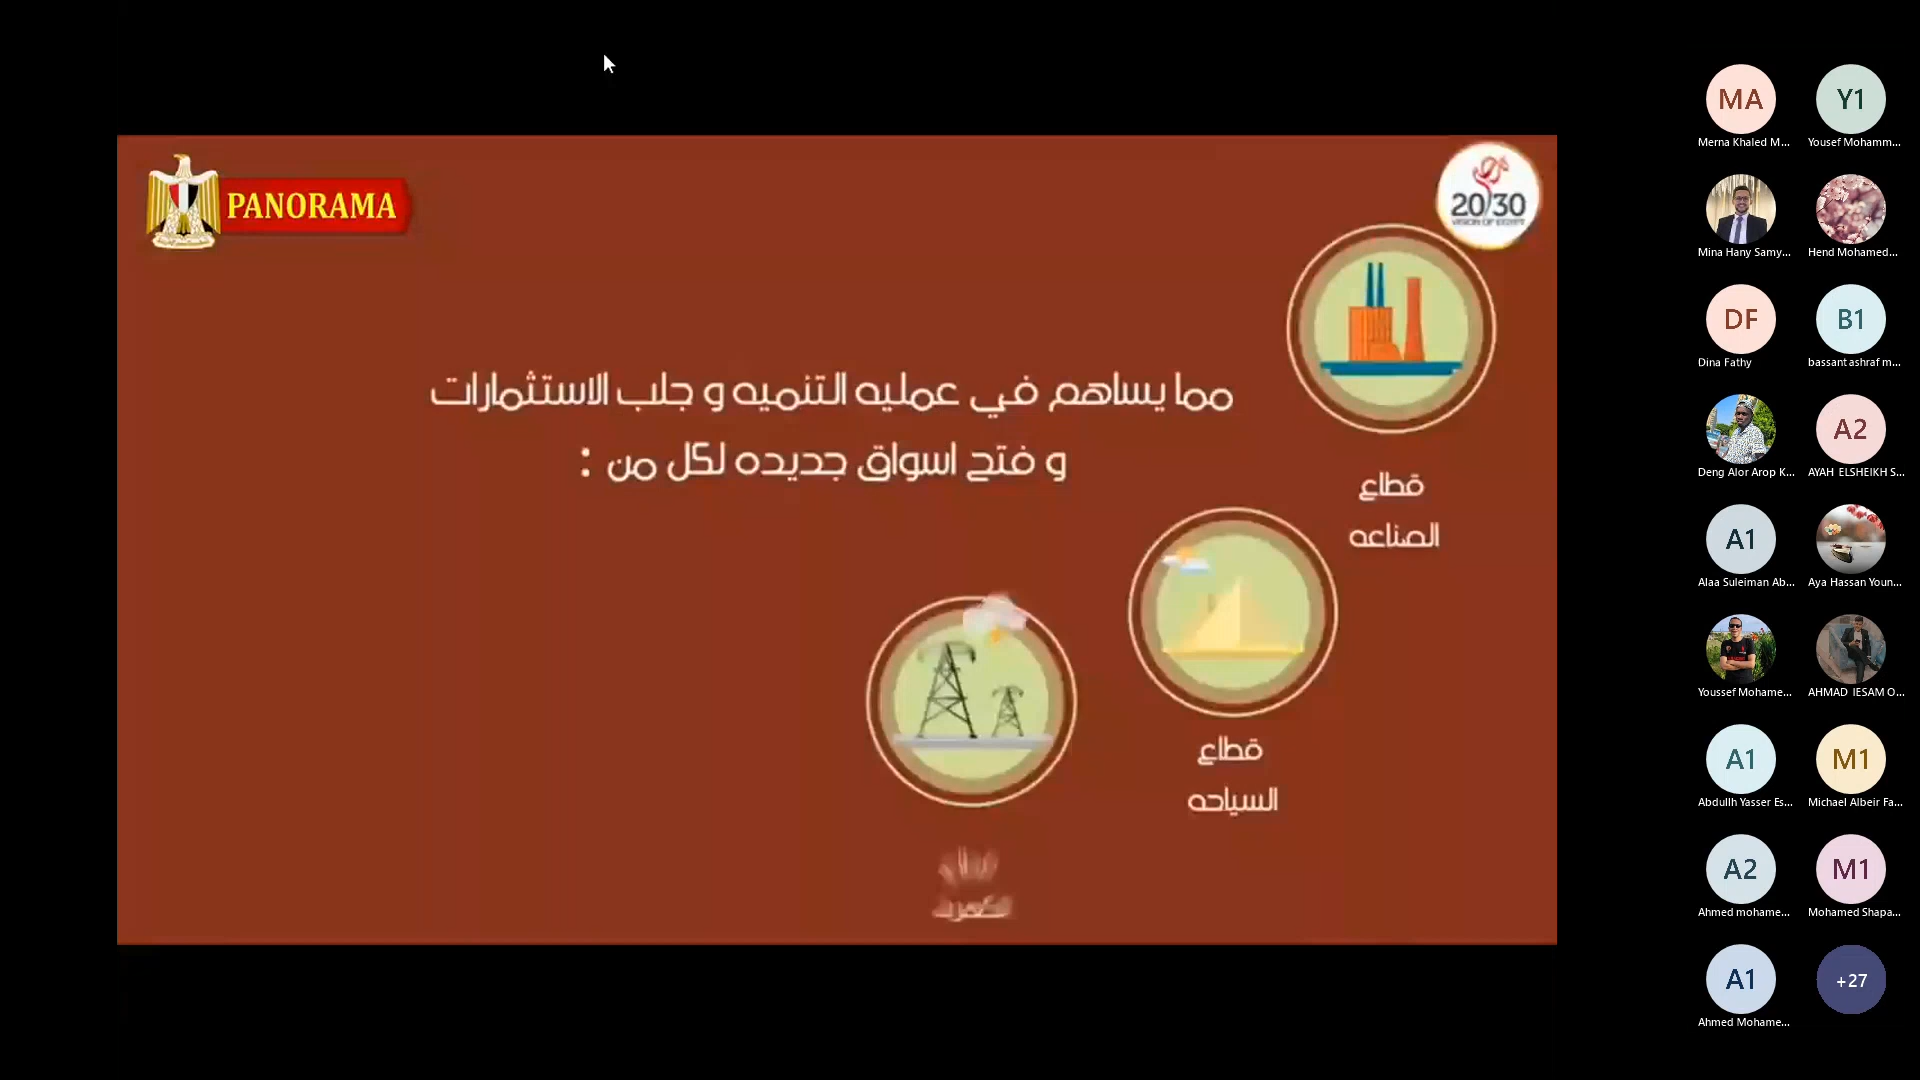 PANORAMA
20/30
VISION OF EGYPT
مما يساهم في عمليه التنميه و جلب الاستثمارات
و فتح اسواق جديده لكل من :
قطاع
الصناعه
قطاع
السياحه
MA
Merna Khaled M...
Y1
Yousef Mohamm...
Mina Hany Samy...
Hend Mohamed...
DF
Dina Fathy
B1
bassant ashraf m...
Deng Alor Arop K...
A2
AYAH ELSHEIKH S...
A1
Alaa Suleiman Ab...
Aya Hassan Youn...
Youssef Mohame...
AHMAD IESAM O...
A1
Abdullh Yasser Es...
M1
Michael Albeir Fa...
A2
Ahmed mohame...
M1
Mohamed Shapa...
A1
Ahmed Mohame...
+27